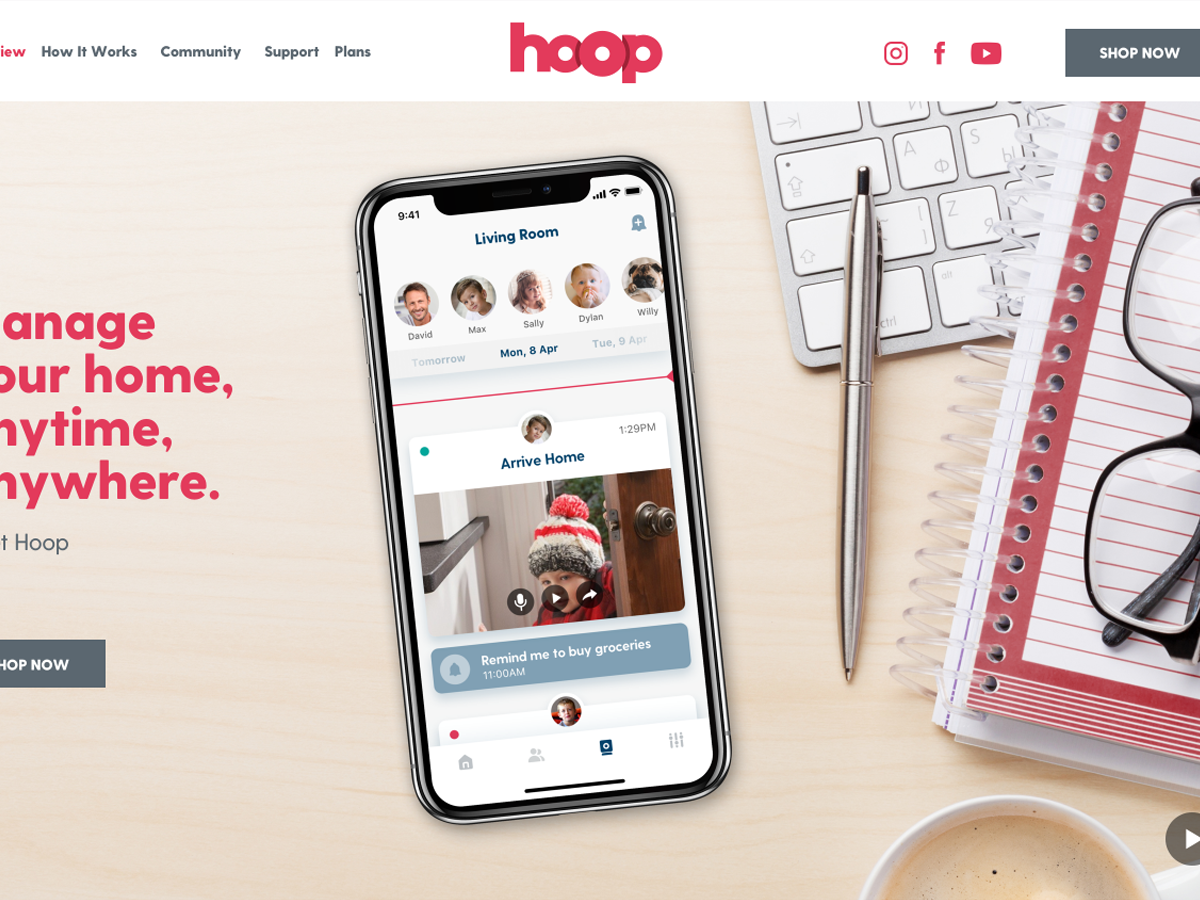 iew How It Works Community Support Plans
hoop
SHOP NOW
anage
our home,
nytime,
nywhere.
t Hoop
HOP NOW
9:41
Living Room
David Max Sally Dylan Willy
Tomorrow Mon, 8 Apr Tue, 9 Apr
1:29PM
Arrive Home
Remind me to buy groceries
11:00AM
A Ф
S Ы
Z Я
[ ]
alt
ctrl